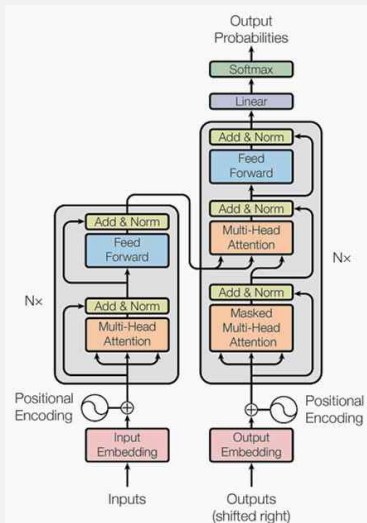 Output
Probabilities
Softmax
Linear
Add & Norm
Feed
Forward
Add & Norm
Multi-Head
Attention
Add & Norm
Masked
Multi-Head
Attention
Nx
Add & Norm
Feed
Forward
Add & Norm
Multi-Head
Attention
Nx
Positional
Encoding
Positional
Encoding
Input
Embedding
Output
Embedding
Inputs
Outputs
(shifted right)